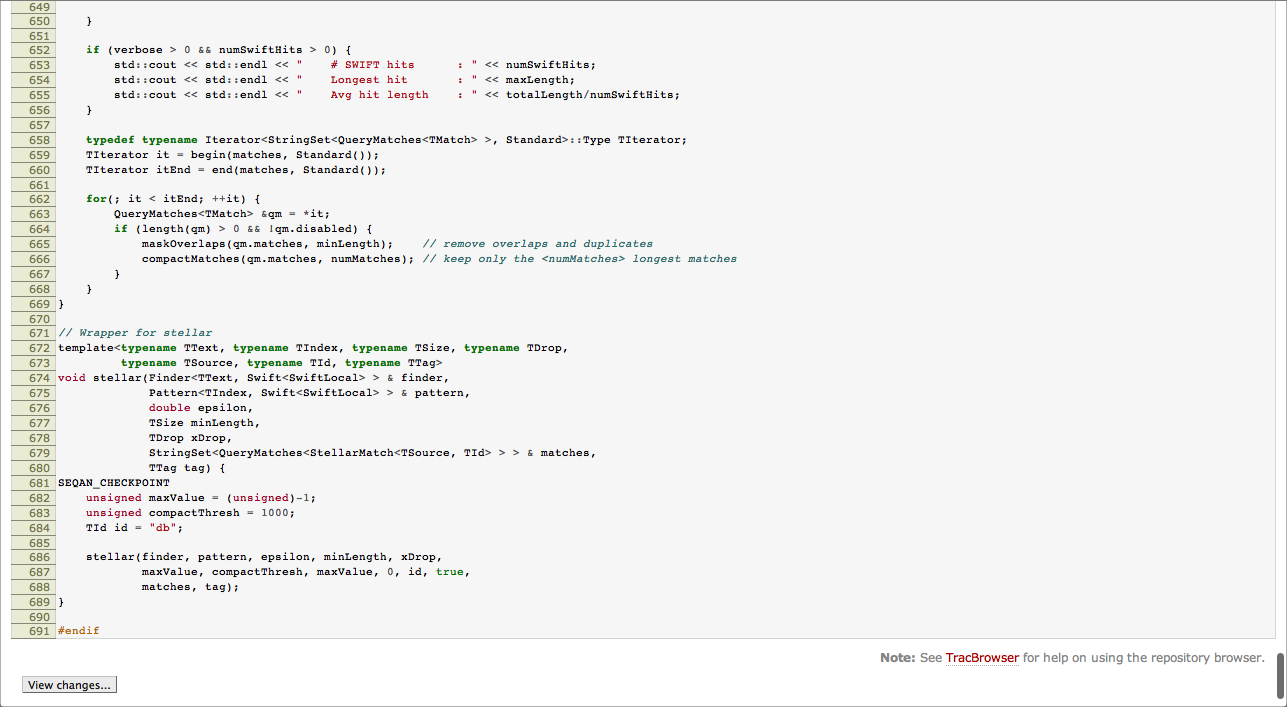 649
650     }
651
652     if (verbose > 0 && numSwiftHits > 0) {
653         std::cout << std::endl << "    # SWIFT hits      : " << numSwiftHits;
654         std::cout << std::endl << "    Longest hit       : " << maxLength;
655         std::cout << std::endl << "    Avg hit length    : " << totalLength/numSwiftHits;
656     }
657
658     typedef typename Iterator<StringSet<QueryMatches<TMatch> >, Standard>::Type TIterator;
659     TIterator it = begin(matches, Standard());
660     TIterator itEnd = end(matches, Standard());
661
662     for(; it < itEnd; ++it) {
663         QueryMatches<TMatch> &qm = *it;
664         if (length(qm) > 0 && !qm.disabled) {
665             maskOverlaps(qm.matches, minLength);    // remove overlaps and duplicates
666             compactMatches(qm.matches, numMatches); // keep only the <numMatches> longest matches
667         }
668     }
669 }
670
671 // Wrapper for stellar
672 template<typename TText, typename TIndex, typename TSize, typename TDrop,
673          typename TSource, typename TId, typename TTag>
674 void stellar(Finder<TText, Swift<SwiftLocal> > & finder,
675              Pattern<TIndex, Swift<SwiftLocal> > & pattern,
676              double epsilon,
677              TSize minLength,
678              TDrop xDrop,
679              StringSet<QueryMatches<StellarMatch<TSource, TId> > > & matches,
680              TTag tag) {
681 SEQAN_CHECKPOINT
682     unsigned maxValue = (unsigned)-1;
683     unsigned compactThresh = 1000;
684     TId id = "db";
685
686     stellar(finder, pattern, epsilon, minLength, xDrop,
687             maxValue, compactThresh, maxValue, 0, id, true,
688             matches, tag);
689 }
690
691 #endif
Note: See TracBrowser for help on using the repository browser.
View changes...